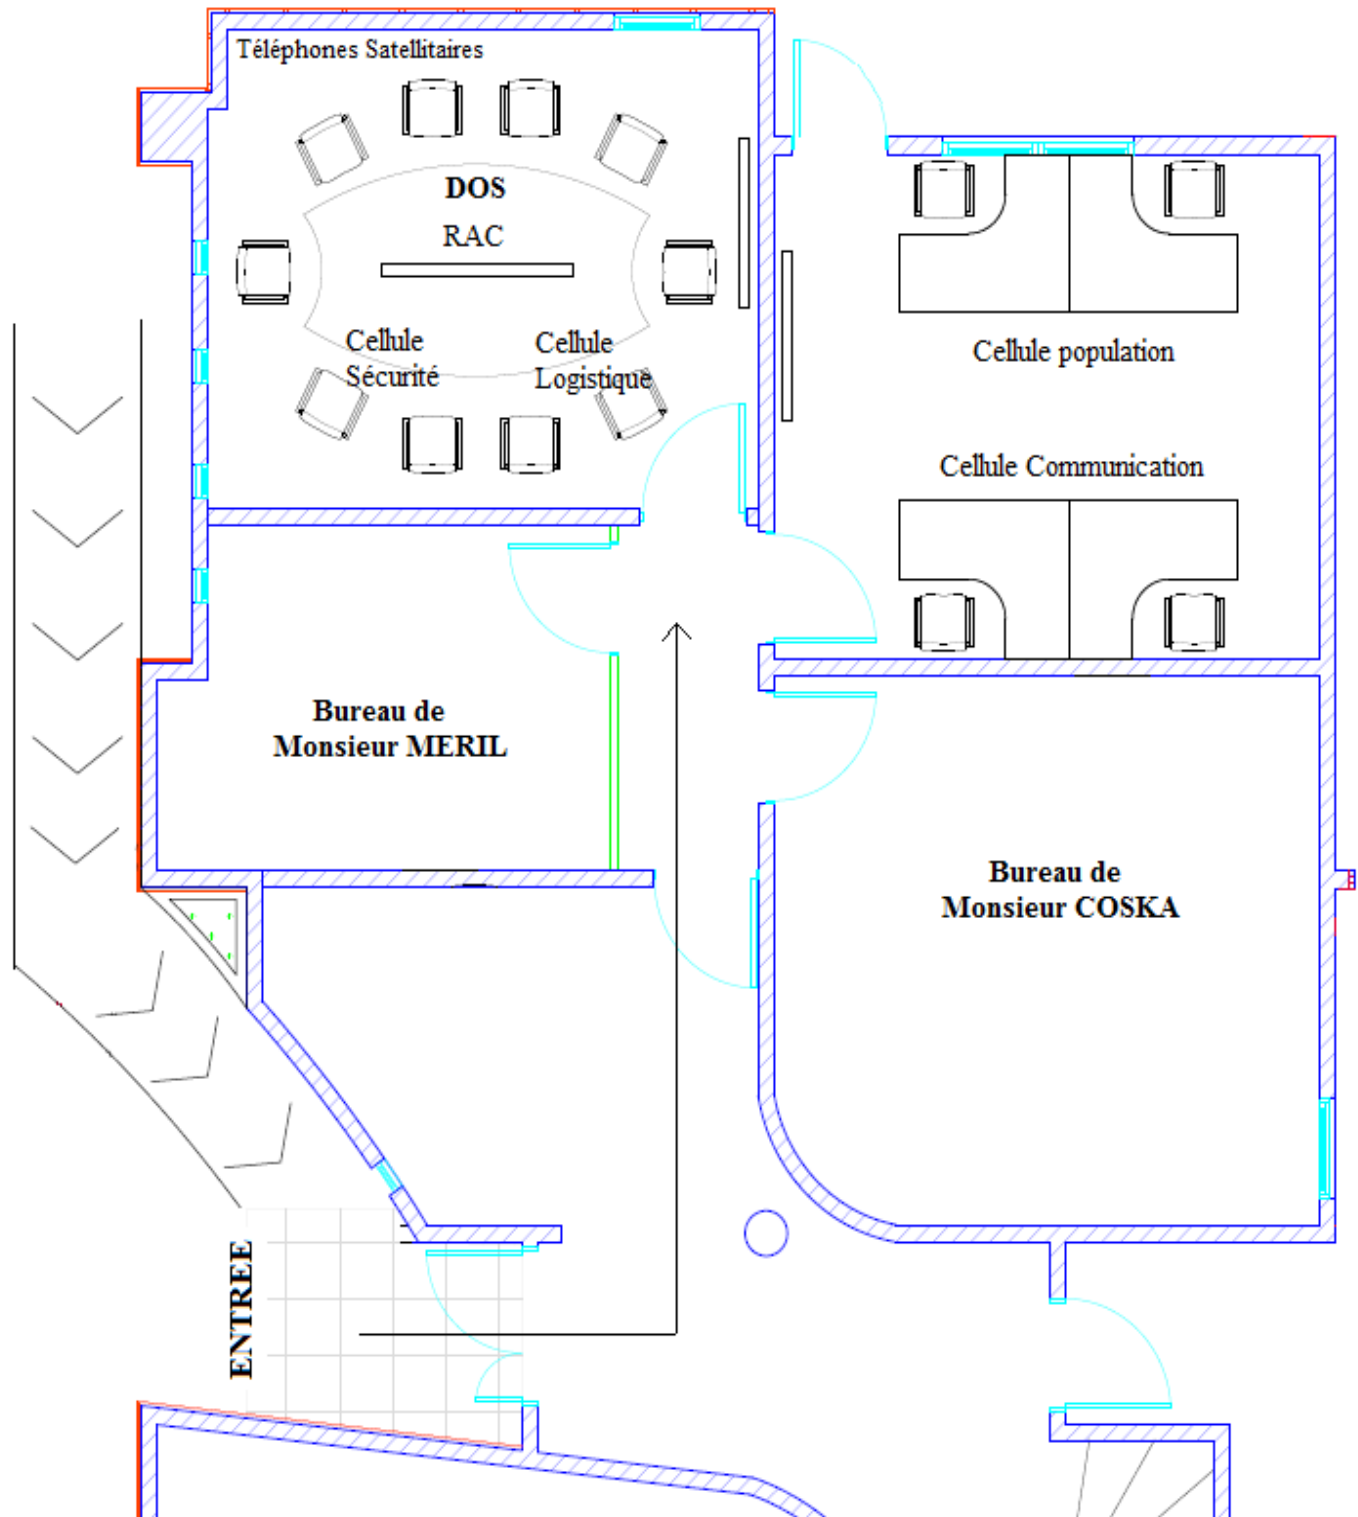 Téléphones Satellitaires
DOS
RAC
Cellule
Sécurité
Cellule
Logistique
Cellule population
Cellule Communication
Bureau de
Monsieur MERIL
Bureau de
Monsieur COSKA
ENTREE